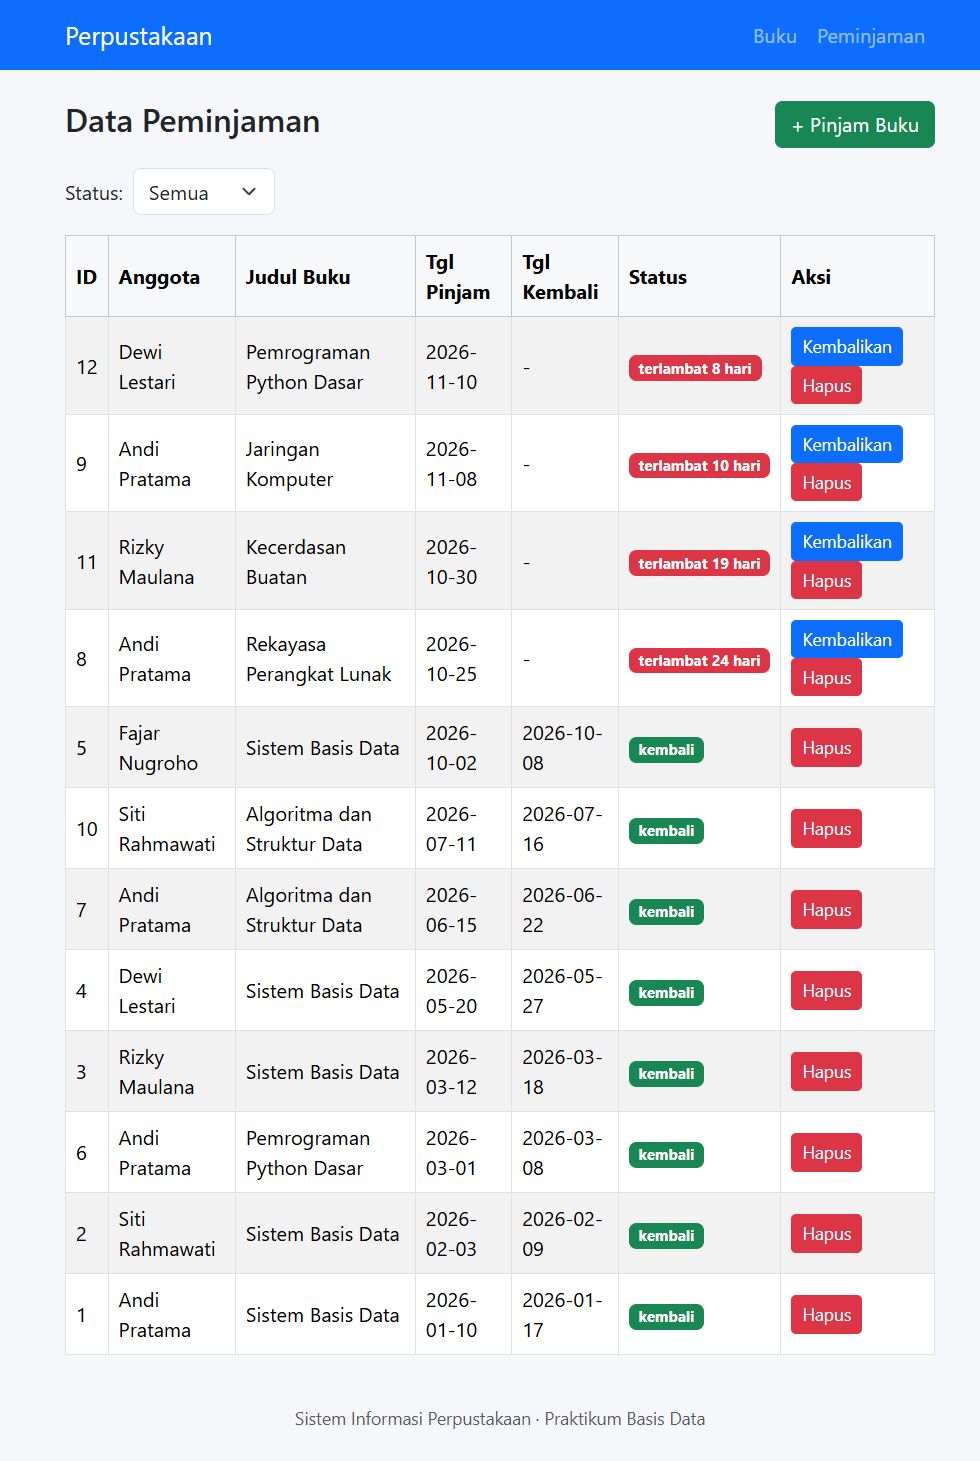 Perpustakaan
Buku Peminjaman
Data Peminjaman
+ Pinjam Buku
Status: Semua
ID Anggota Judul Buku Tgl Pinjam Tgl Kembali Status Aksi
12 Dewi Lestari Pemrograman Python Dasar 2026-11-10 - terlambat 8 hari Kembalikan Hapus
9 Andi Pratama Jaringan Komputer 2026-11-08 - terlambat 10 hari Kembalikan Hapus
11 Rizky Maulana Kecerdasan Buatan 2026-10-30 - terlambat 19 hari Kembalikan Hapus
8 Andi Pratama Rekayasa Perangkat Lunak 2026-10-25 - terlambat 24 hari Kembalikan Hapus
5 Fajar Nugroho Sistem Basis Data 2026-10-02 2026-10-08 kembali Hapus
10 Siti Rahmawati Algoritma dan Struktur Data 2026-07-11 2026-07-16 kembali Hapus
7 Andi Pratama Algoritma dan Struktur Data 2026-06-15 2026-06-22 kembali Hapus
4 Dewi Lestari Sistem Basis Data 2026-05-20 2026-05-27 kembali Hapus
3 Rizky Maulana Sistem Basis Data 2026-03-12 2026-03-18 kembali Hapus
6 Andi Pratama Pemrograman Python Dasar 2026-03-01 2026-03-08 kembali Hapus
2 Siti Rahmawati Sistem Basis Data 2026-02-03 2026-02-09 kembali Hapus
1 Andi Pratama Sistem Basis Data 2026-01-10 2026-01-17 kembali Hapus
Sistem Informasi Perpustakaan · Praktikum Basis Data